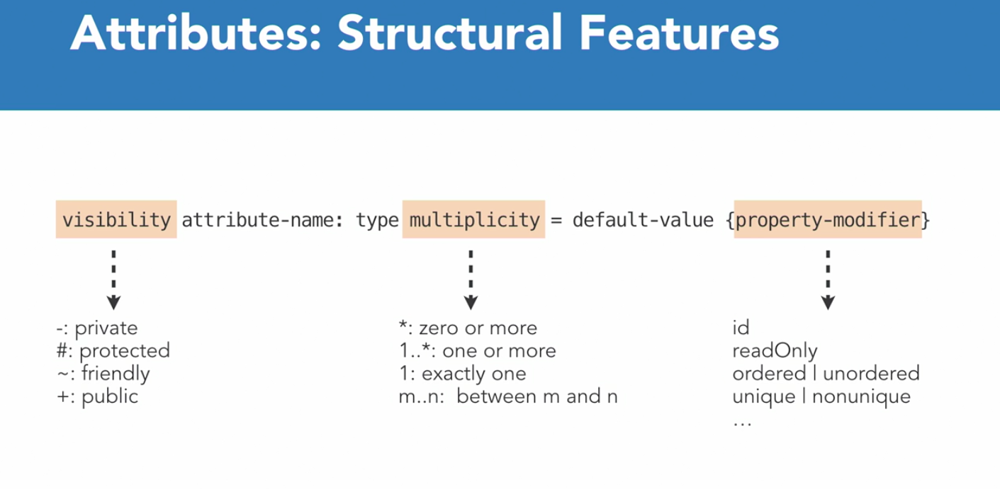 Attributes: Structural Features
visibility attribute-name: type multiplicity = default-value {property-modifier}
-: private
#: protected
~: friendly
+: public
*: zero or more
1..*: one or more
1: exactly one
m..n:  between m and n
id
readOnly
ordered | unordered
unique | nonunique
…